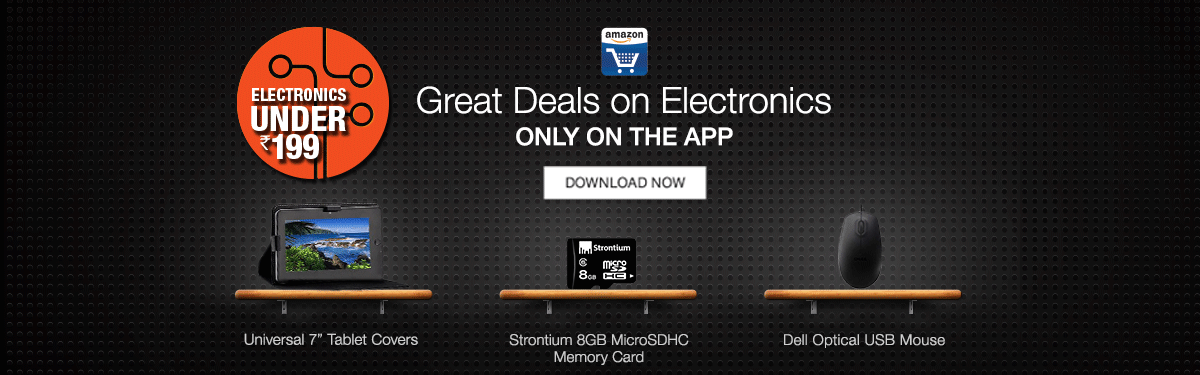 ELECTRONICS
UNDER
₹199
amazon
Great Deals on Electronics
ONLY ON THE APP
DOWNLOAD NOW
Strontium
8GB
micro
SD
HC
Universal 7” Tablet Covers
Strontium 8GB MicroSDHC
Memory Card
Dell Optical USB Mouse